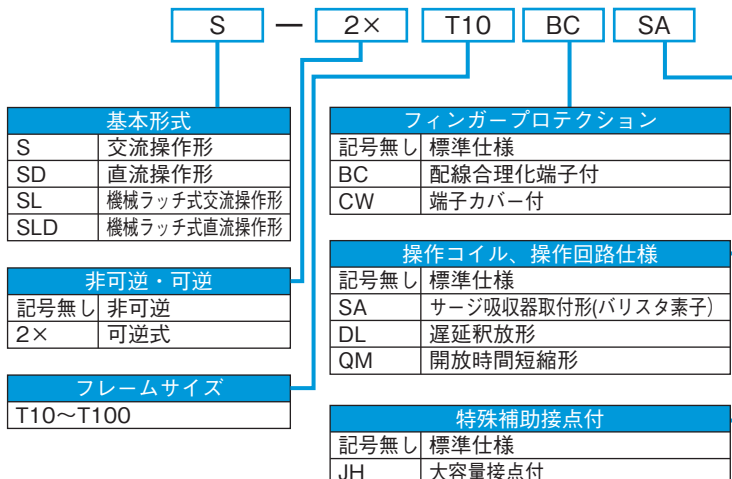 S － 2× T10 BC SA
基本形式
S 交流操作形
SD 直流操作形
SL 機械ラッチ式交流操作形
SLD 機械ラッチ式直流操作形
非可逆・可逆
記号無し 非可逆
2× 可逆式
フレームサイズ
T10～T100
フィンガープロテクション
記号無し 標準仕様
BC 配線合理化端子付
CW 端子カバー付
操作コイル、操作回路仕様
記号無し 標準仕様
SA サージ吸収器取付形(バリスタ素子)
DL 遅延釈放形
QM 開放時間短縮形
特殊補助接点付
記号無し 標準仕様
JH 大容量接点付